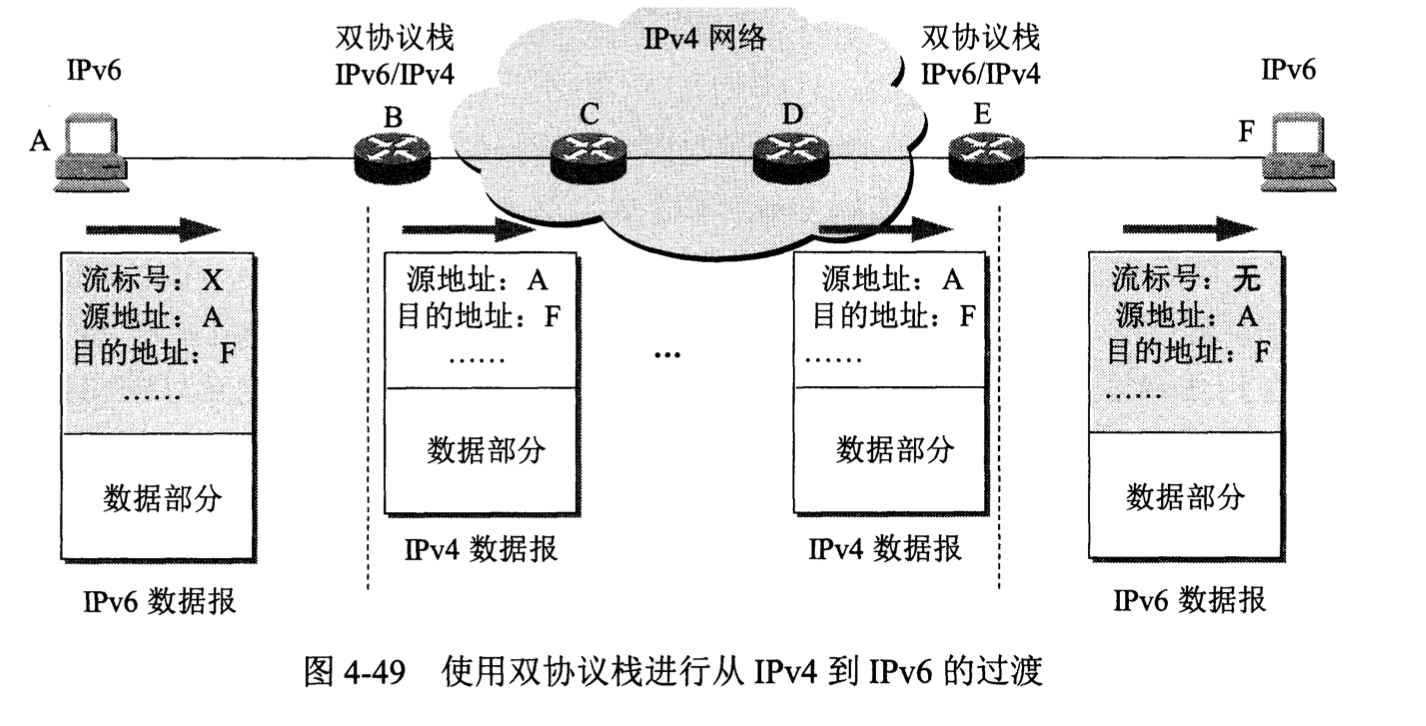 IPv6
双协议栈
IPv6/IPv4
IPv4 网络
双协议栈
IPv6/IPv4
IPv6
A
B
C
D
E
F
流标号：X
源地址：A
目的地址：F
……
数据部分
IPv6 数据报
源地址：A
目的地址：F
……
数据部分
IPv4 数据报
...
源地址：A
目的地址：F
……
数据部分
IPv4 数据报
流标号：无
源地址：A
目的地址：F
……
数据部分
IPv6 数据报
图 4-49 使用双协议栈进行从 IPv4 到 IPv6 的过渡